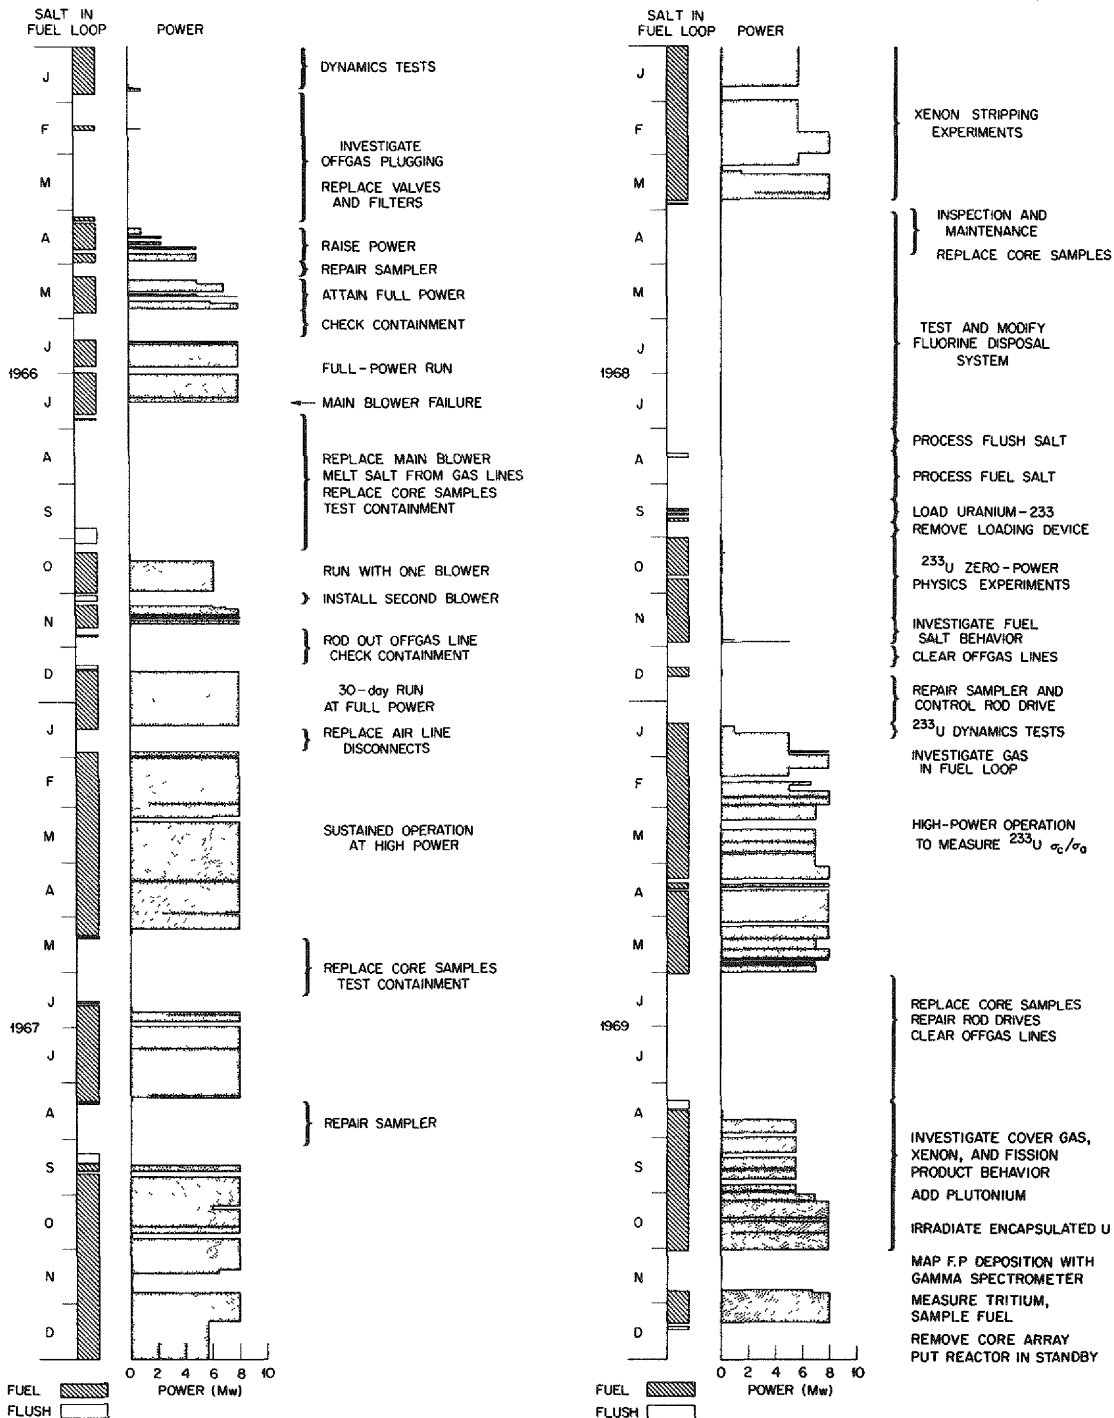 SALT IN
FUEL LOOP
POWER
J
F
M
A
M
J
1966
J
A
S
O
N
D
J
F
M
A
M
J
1967
J
A
S
O
N
D
DYNAMICS TESTS
INVESTIGATE
OFFGAS PLUGGING
REPLACE VALVES
AND FILTERS
RAISE POWER
REPAIR SAMPLER
ATTAIN FULL POWER
CHECK CONTAINMENT
FULL-POWER RUN
MAIN BLOWER FAILURE
REPLACE MAIN BLOWER
MELT SALT FROM GAS LINES
REPLACE CORE SAMPLES
TEST CONTAINMENT
RUN WITH ONE BLOWER
INSTALL SECOND BLOWER
ROD OUT OFFGAS LINE
CHECK CONTAINMENT
30-day RUN
AT FULL POWER
REPLACE AIR LINE
DISCONNECTS
SUSTAINED OPERATION
AT HIGH POWER
REPLACE CORE SAMPLES
TEST CONTAINMENT
REPAIR SAMPLER
0 2 4 6 8 10
POWER (Mw)
FUEL
FLUSH
SALT IN
FUEL LOOP
POWER
J
F
M
A
M
J
1968
J
A
S
O
N
D
J
F
M
A
M
J
1969
J
A
S
O
N
D
XENON STRIPPING
EXPERIMENTS
INSPECTION AND
MAINTENANCE
REPLACE CORE SAMPLES
TEST AND MODIFY
FLUORINE DISPOSAL
SYSTEM
PROCESS FLUSH SALT
PROCESS FUEL SALT
LOAD URANIUM-233
REMOVE LOADING DEVICE
²³³U ZERO-POWER
PHYSICS EXPERIMENTS
INVESTIGATE FUEL
SALT BEHAVIOR
CLEAR OFFGAS LINES
REPAIR SAMPLER AND
CONTROL ROD DRIVE
²³³U DYNAMICS TESTS
INVESTIGATE GAS
IN FUEL LOOP
HIGH-POWER OPERATION
TO MEASURE ²³³U σc/σa
REPLACE CORE SAMPLES
REPAIR ROD DRIVES
CLEAR OFFGAS LINES
INVESTIGATE COVER GAS,
XENON, AND FISSION
PRODUCT BEHAVIOR
ADD PLUTONIUM
IRRADIATE ENCAPSULATED U
MAP F.P. DEPOSITION WITH
GAMMA SPECTROMETER
MEASURE TRITIUM,
SAMPLE FUEL
REMOVE CORE ARRAY
PUT REACTOR IN STANDBY
0 2 4 6 8 10
POWER (Mw)
FUEL
FLUSH